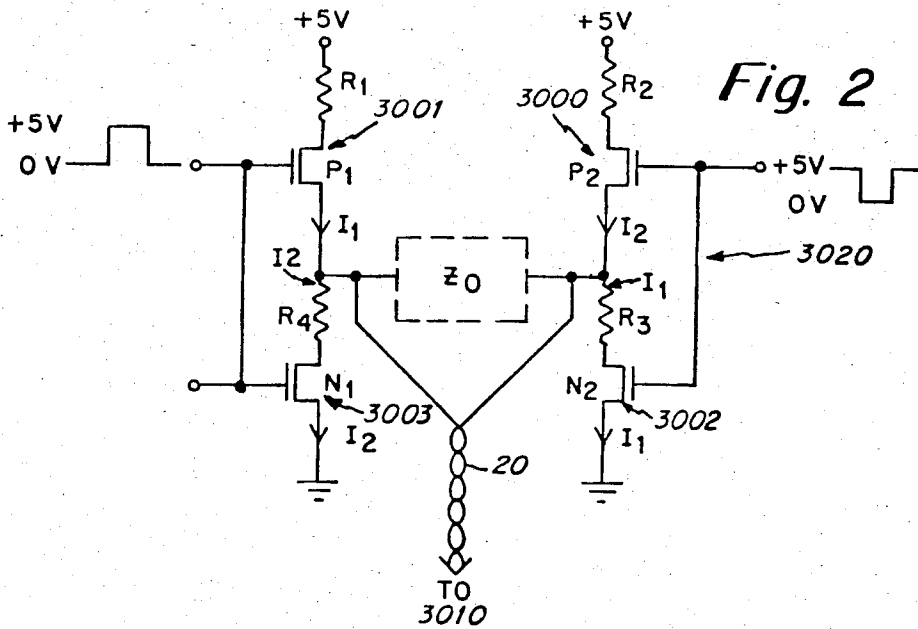 +5V
+5V
R1
R2
Fig. 2
3001
3000
+5V
0V
P1
P2
+5V
0V
I1
I2
3020
I2
Z0
I1
R4
R3
N1
N2
3003
3002
I2
I1
20
TO
3010